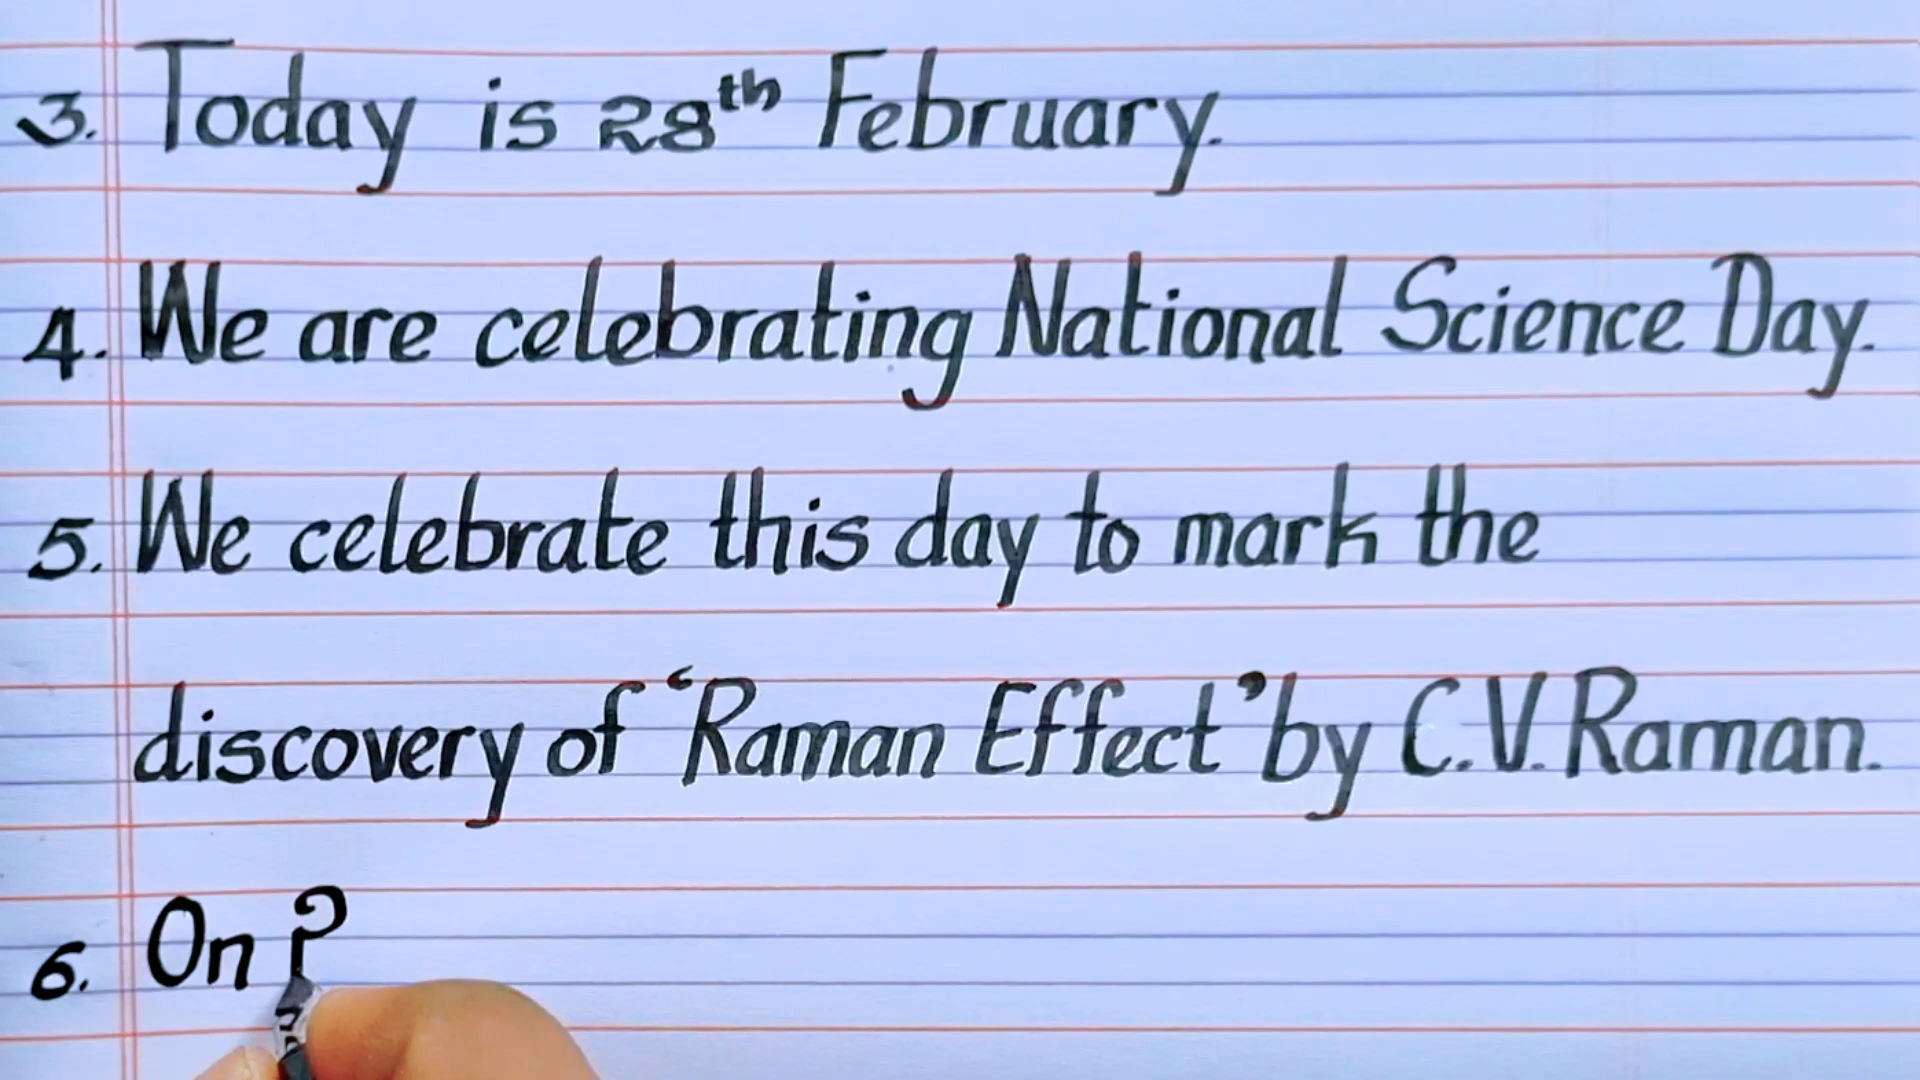 3. Today is 28th February.
4. We are celebrating National Science Day.
5. We celebrate this day to mark the
discovery of ‘Raman Effect’ by C.V. Raman.
6. On